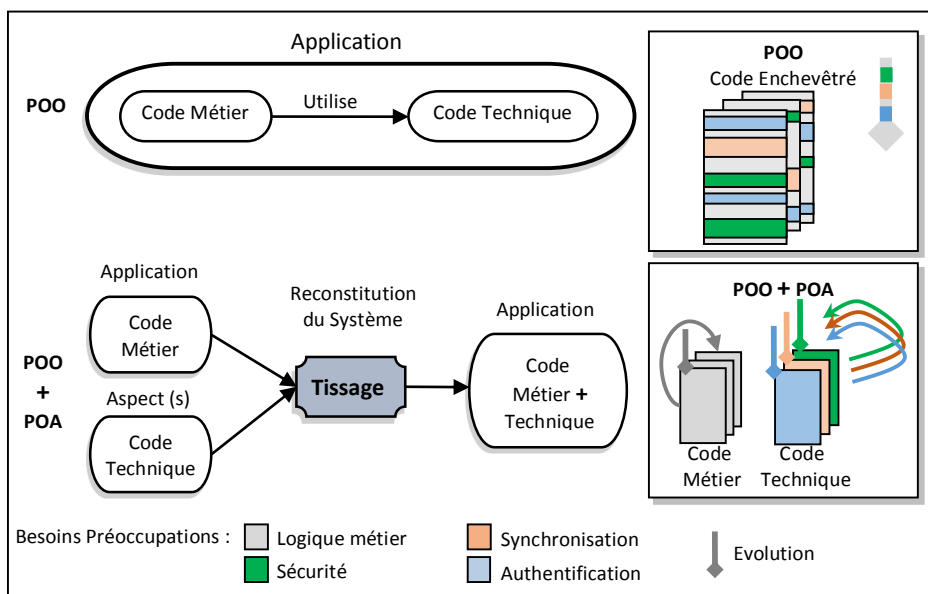 Application
POO
Code Métier
Utilise
Code Technique
POO
Code Enchevêtré
Application
Code
Métier
POO
+
POA
Aspect (s)
Code
Technique
Reconstitution
du Système
Tissage
Application
Code
Métier +
Technique
POO + POA
Code
Métier
Code
Technique
Besoins Préoccupations :
Logique métier
Synchronisation
Sécurité
Authentification
Evolution